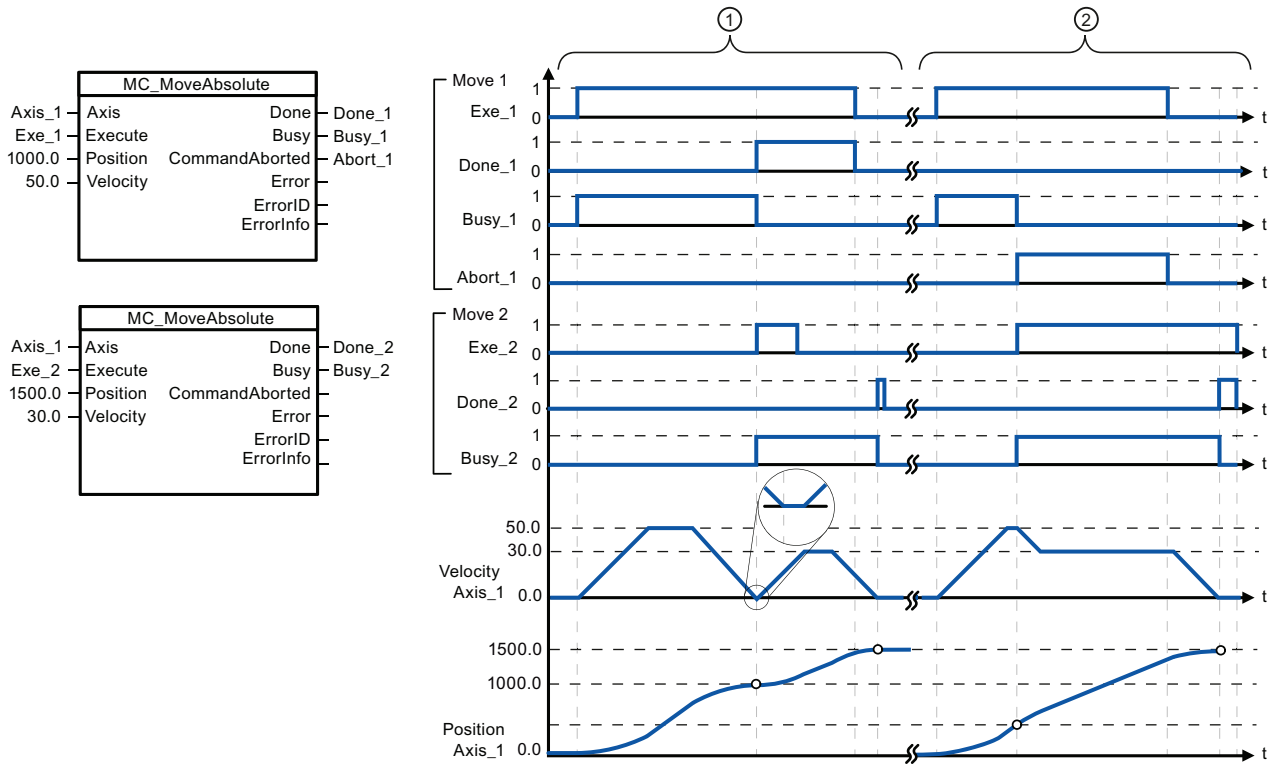 1
2
MC_MoveAbsolute
Axis_1 Axis Done Done_1
Exe_1 Execute Busy Busy_1
1000.0 Position CommandAborted Abort_1
50.0 Velocity Error
ErrorID
ErrorInfo
MC_MoveAbsolute
Axis_1 Axis Done Done_2
Exe_2 Execute Busy Busy_2
1500.0 Position CommandAborted
30.0 Velocity Error
ErrorID
ErrorInfo
Move 1
Exe_1 1 0 t
Done_1 1 0 t
Busy_1 1 0 t
Abort_1 1 0 t
Move 2
Exe_2 1 0 t
Done_2 1 0 t
Busy_2 1 0 t
50.0
30.0
Velocity
Axis_1 0.0 t
1500.0
1000.0
Position
Axis_1 0.0 t